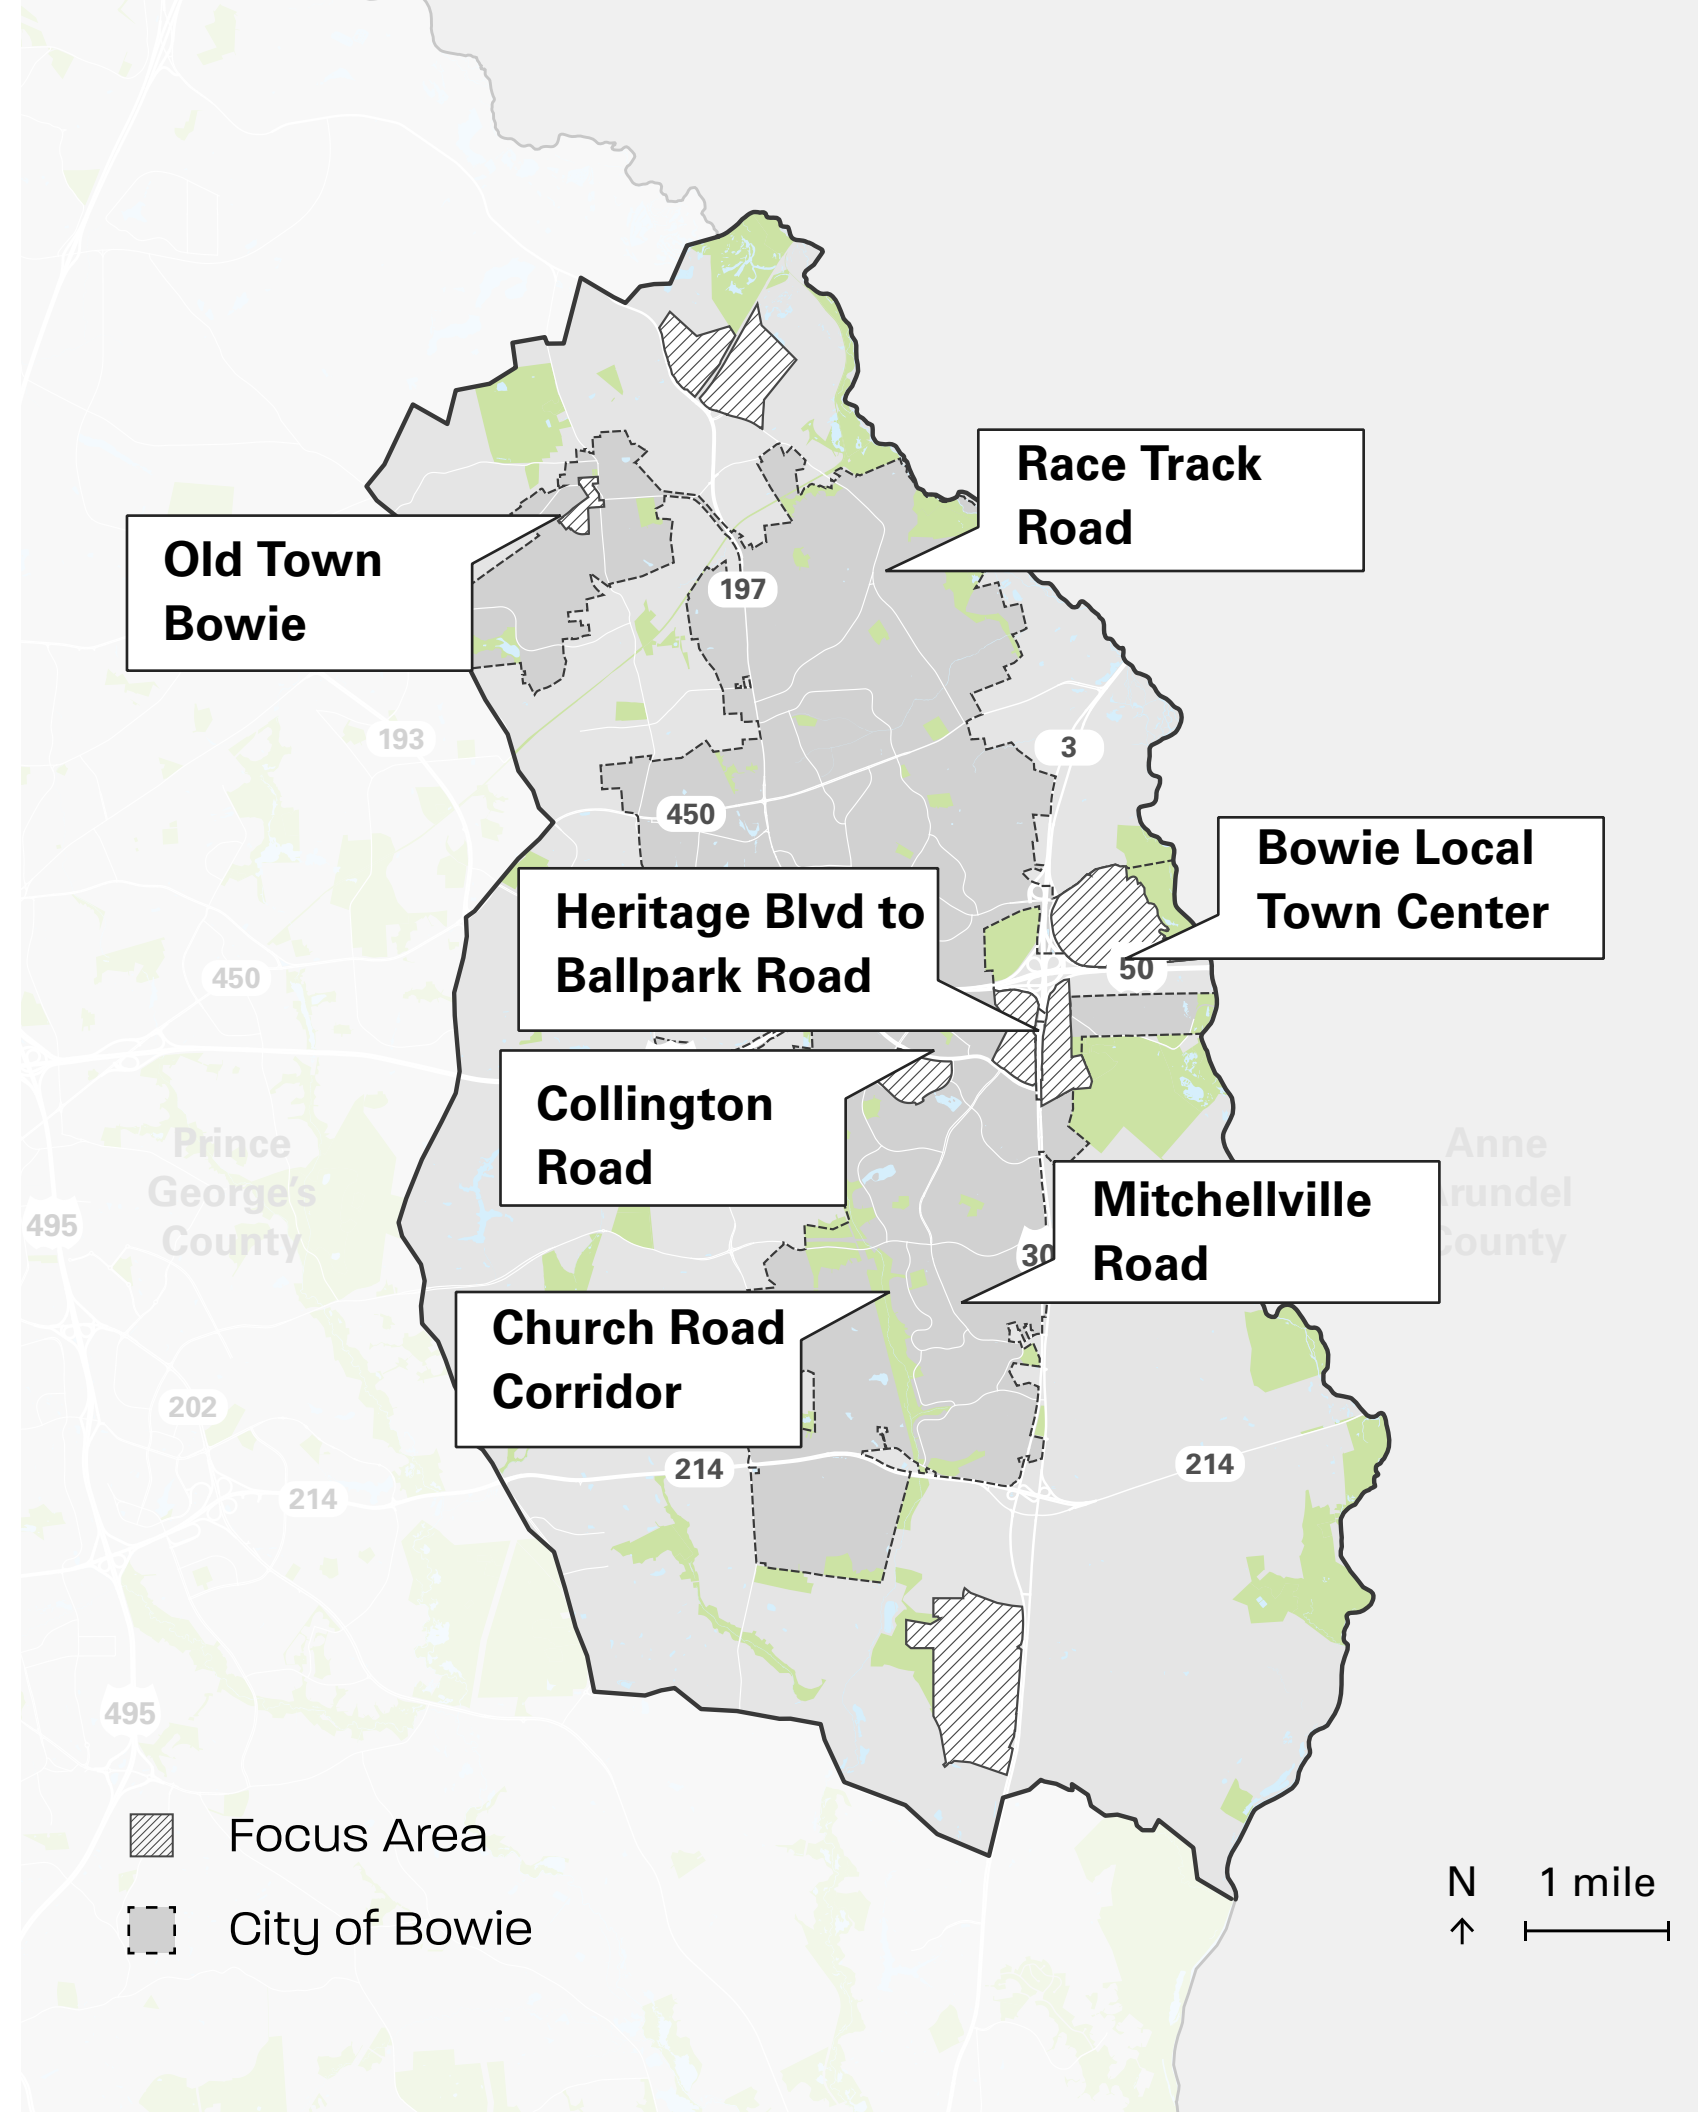 Race Track
Road
Old Town
Bowie
197
193
3
450
Bowie Local
Town Center
Heritage Blvd to
Ballpark Road
450
50
Collington
Road
Prince
George's
County
Anne
Arundel
County
495
Mitchellville
Road
30
Church Road
Corridor
202
214
214
214
495
Focus Area
City of Bowie
N
1 mile